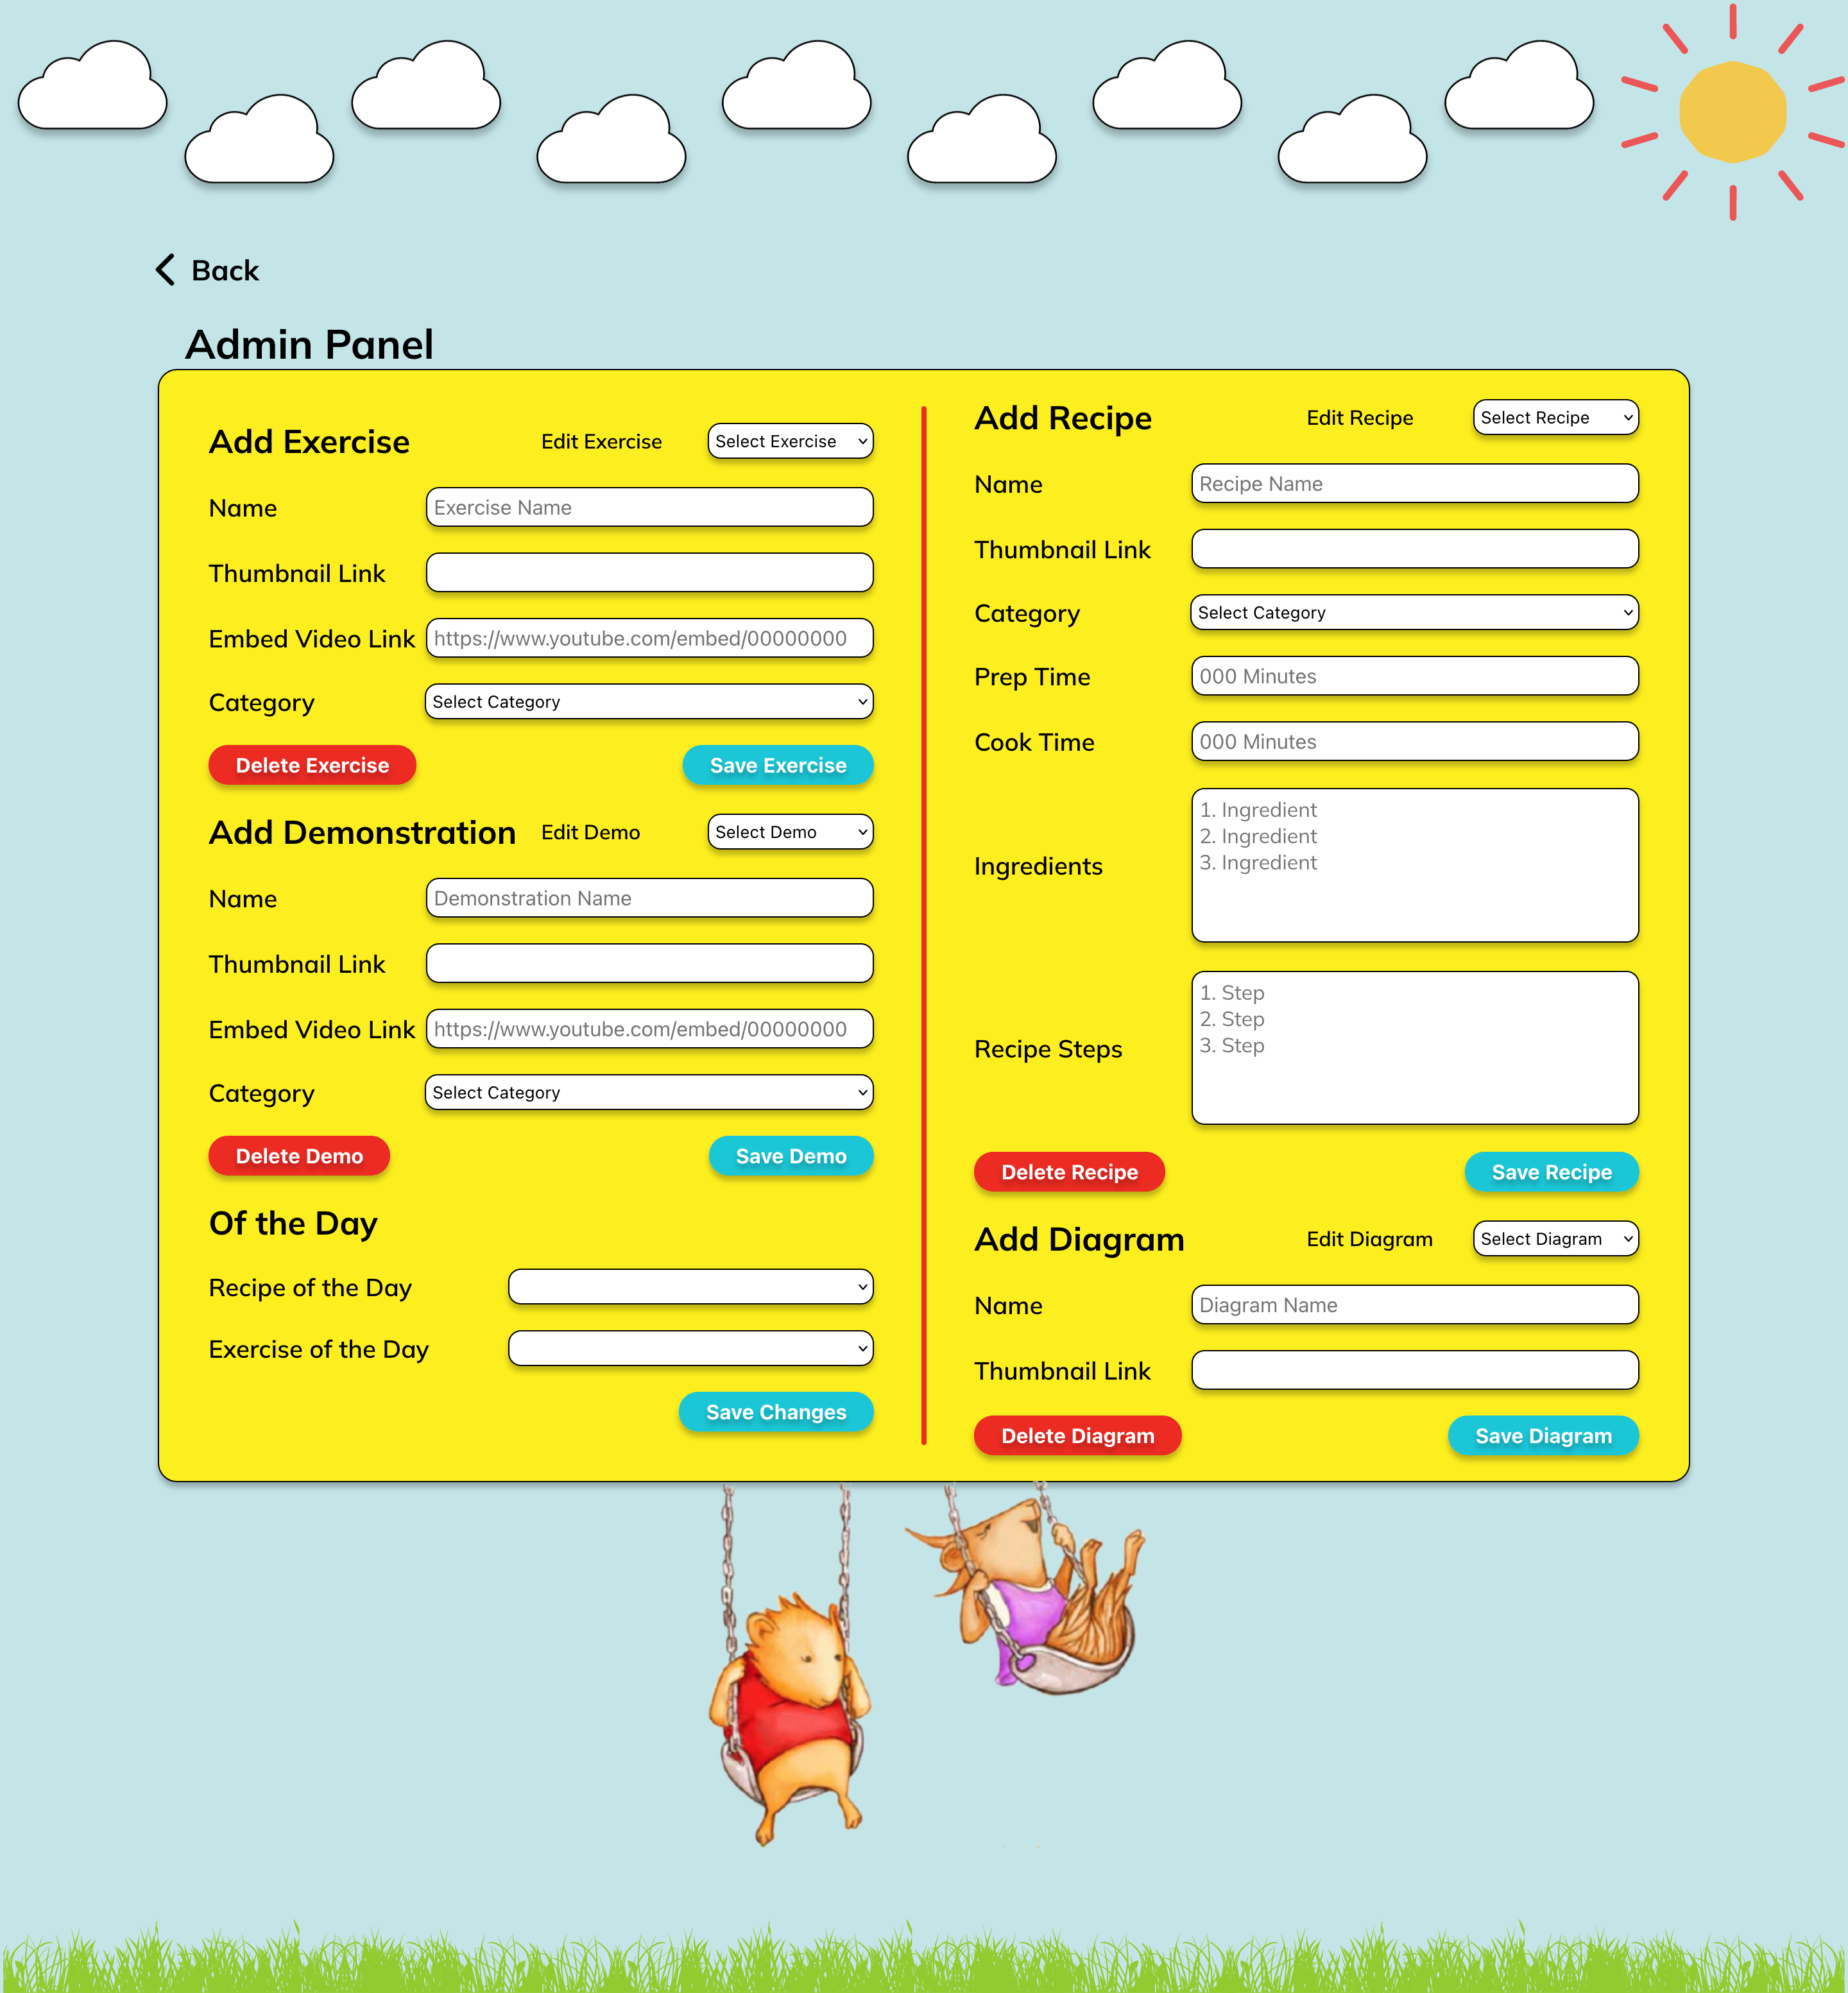 Back
Admin Panel
Add Exercise Edit Exercise Select Exercise
Name Exercise Name
Thumbnail Link
Embed Video Link https://www.youtube.com/embed/00000000
Category Select Category
Delete Exercise Save Exercise
Add Demonstration Edit Demo Select Demo
Name Demonstration Name
Thumbnail Link
Embed Video Link https://www.youtube.com/embed/00000000
Category Select Category
Delete Demo Save Demo
Of the Day
Recipe of the Day
Exercise of the Day
Save Changes
Add Recipe Edit Recipe Select Recipe
Name Recipe Name
Thumbnail Link
Category Select Category
Prep Time 000 Minutes
Cook Time 000 Minutes
Ingredients
1. Ingredient
2. Ingredient
3. Ingredient
Recipe Steps
1. Step
2. Step
3. Step
Delete Recipe Save Recipe
Add Diagram Edit Diagram Select Diagram
Name Diagram Name
Thumbnail Link
Delete Diagram Save Diagram